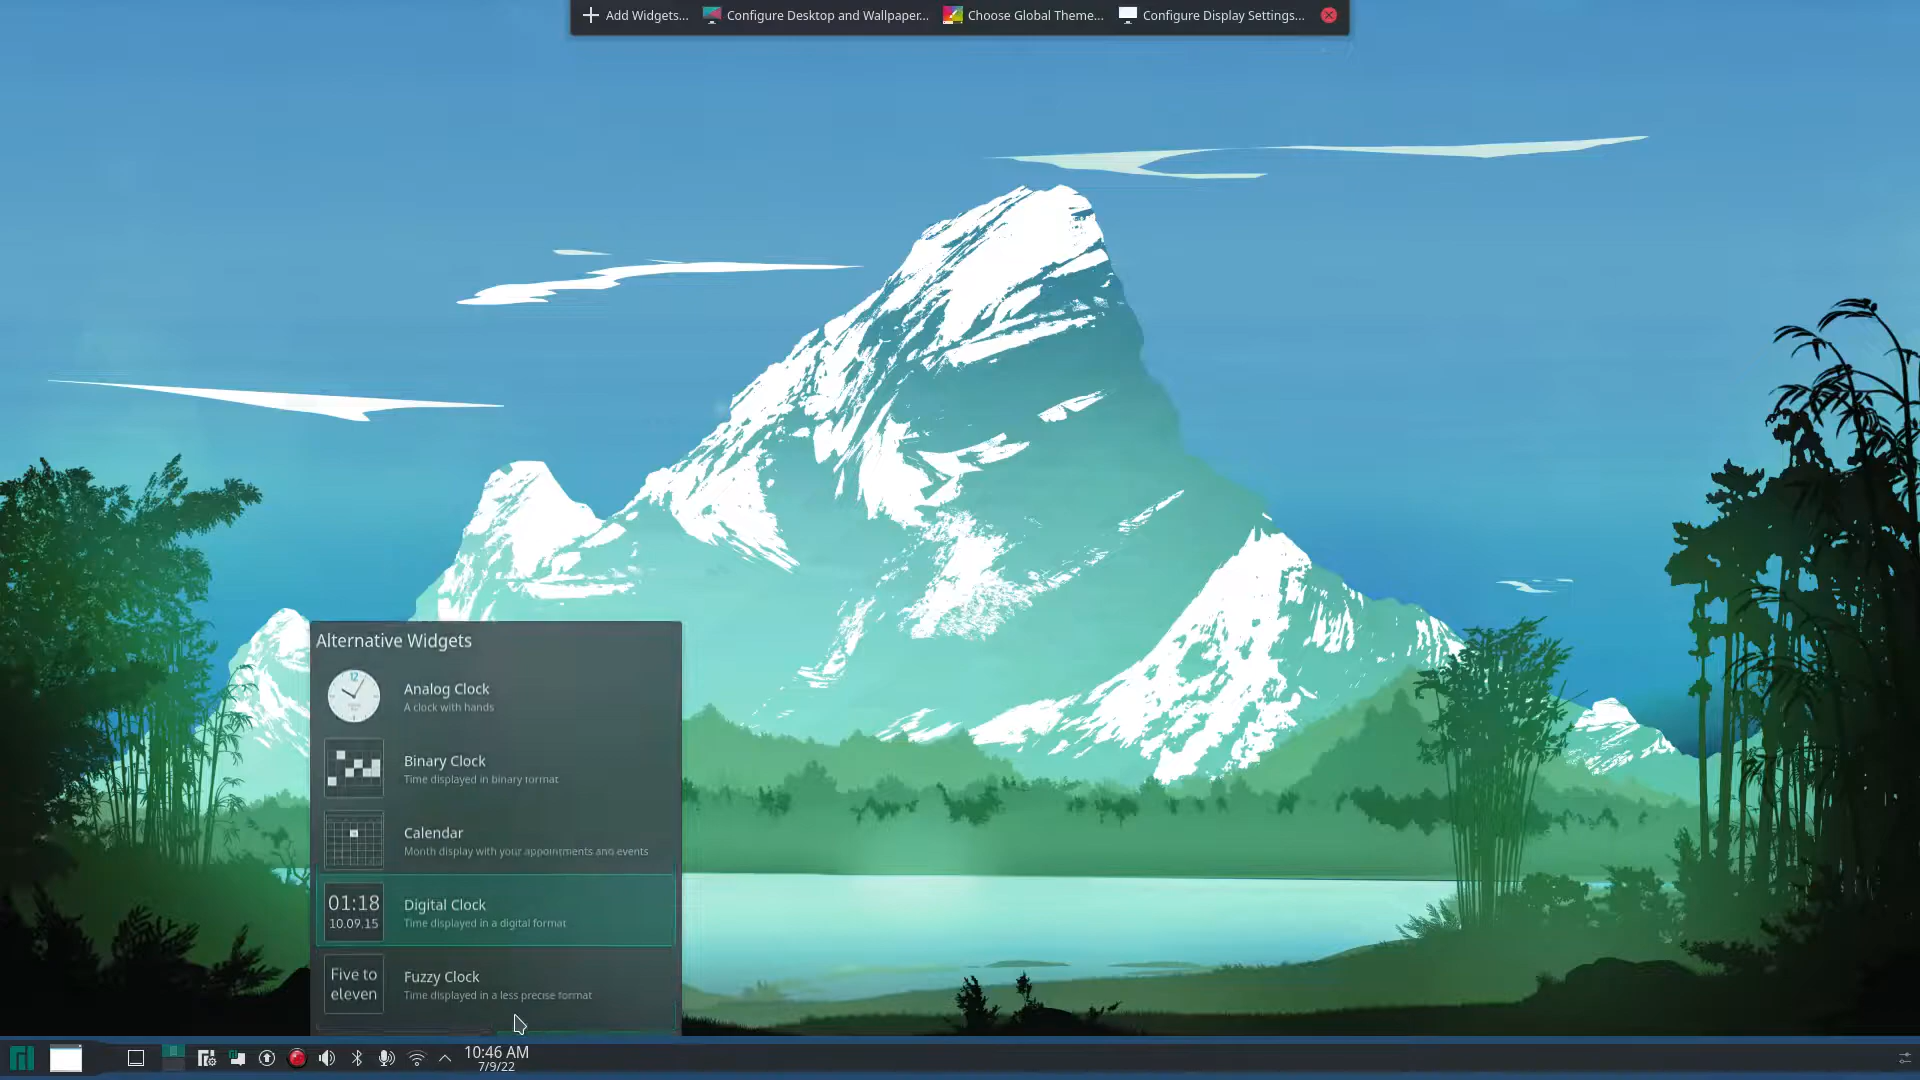 Add Widgets...
Configure Desktop and Wallpaper...
Choose Global Theme...
Configure Display Settings...
Alternative Widgets
12
Analog Clock
A clock with hands
Binary Clock
Time displayed in binary format
Calendar
Month display with your appointments and events
01:18
10.09.15
Digital Clock
Time displayed in a digital format
Five to
eleven
Fuzzy Clock
Time displayed in a less precise format
10:46 AM
7/9/22